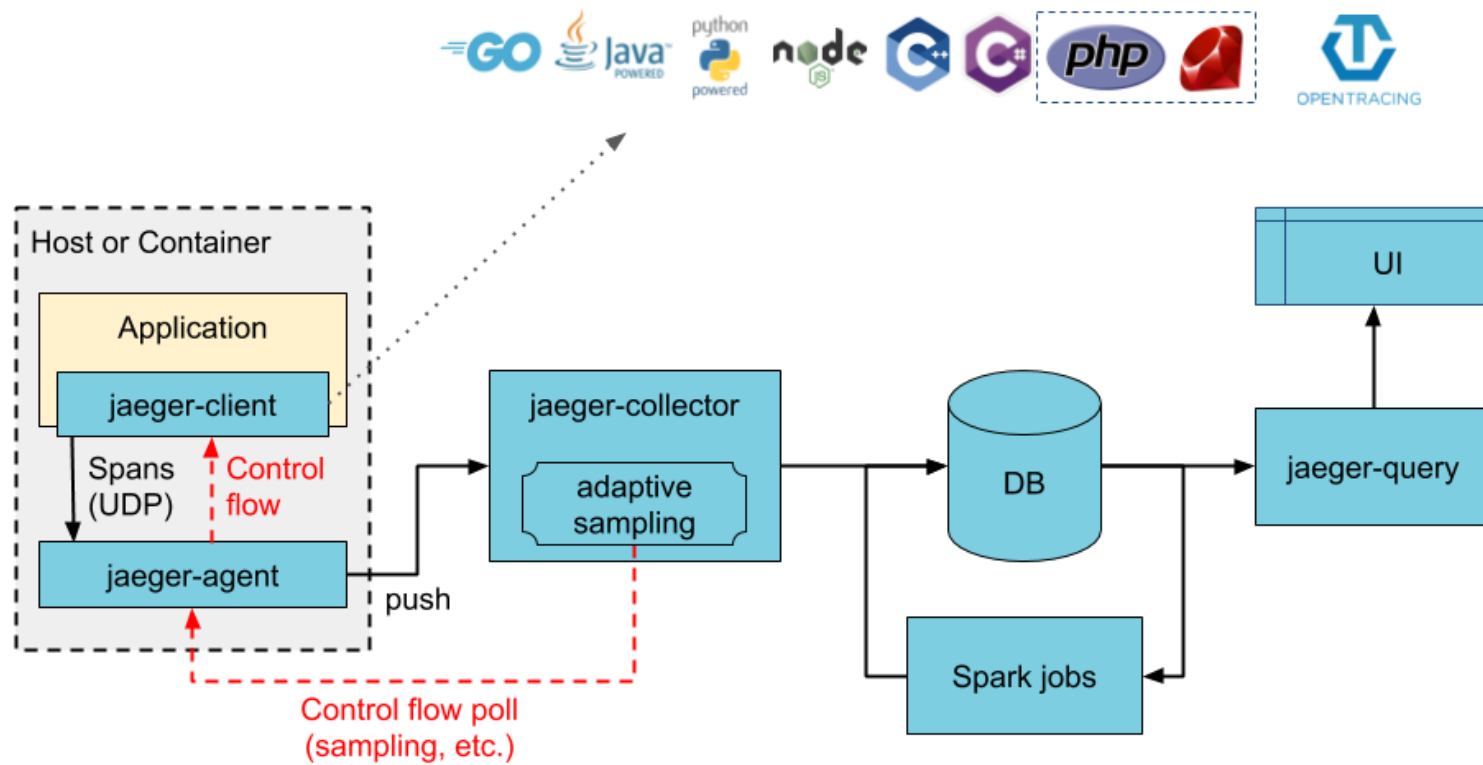 GO
Java
POWERED
python
powered
node
JS
C++
C#
php
OPENTRACING
Host or Container
Application
jaeger-client
Spans
(UDP)
Control
flow
jaeger-agent
push
jaeger-collector
adaptive
sampling
Control flow poll
(sampling, etc.)
DB
Spark jobs
UI
jaeger-query